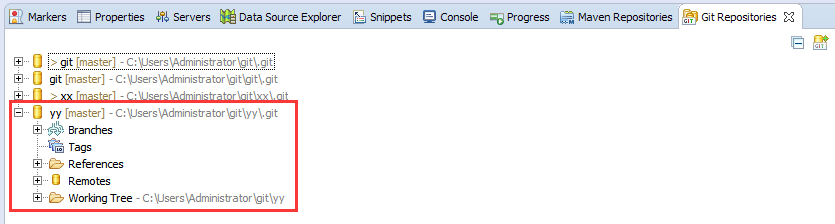 Markers Properties Servers Data Source Explorer Snippets Console Progress Maven Repositories Git Repositories
> git [master] - C:\Users\Administrator\git\.git
git [master] - C:\Users\Administrator\git\git\.git
> xx [master] - C:\Users\Administrator\git\xx\.git
yy [master] - C:\Users\Administrator\git\yy\.git
Branches
Tags
References
Remotes
Working Tree - C:\Users\Administrator\git\yy